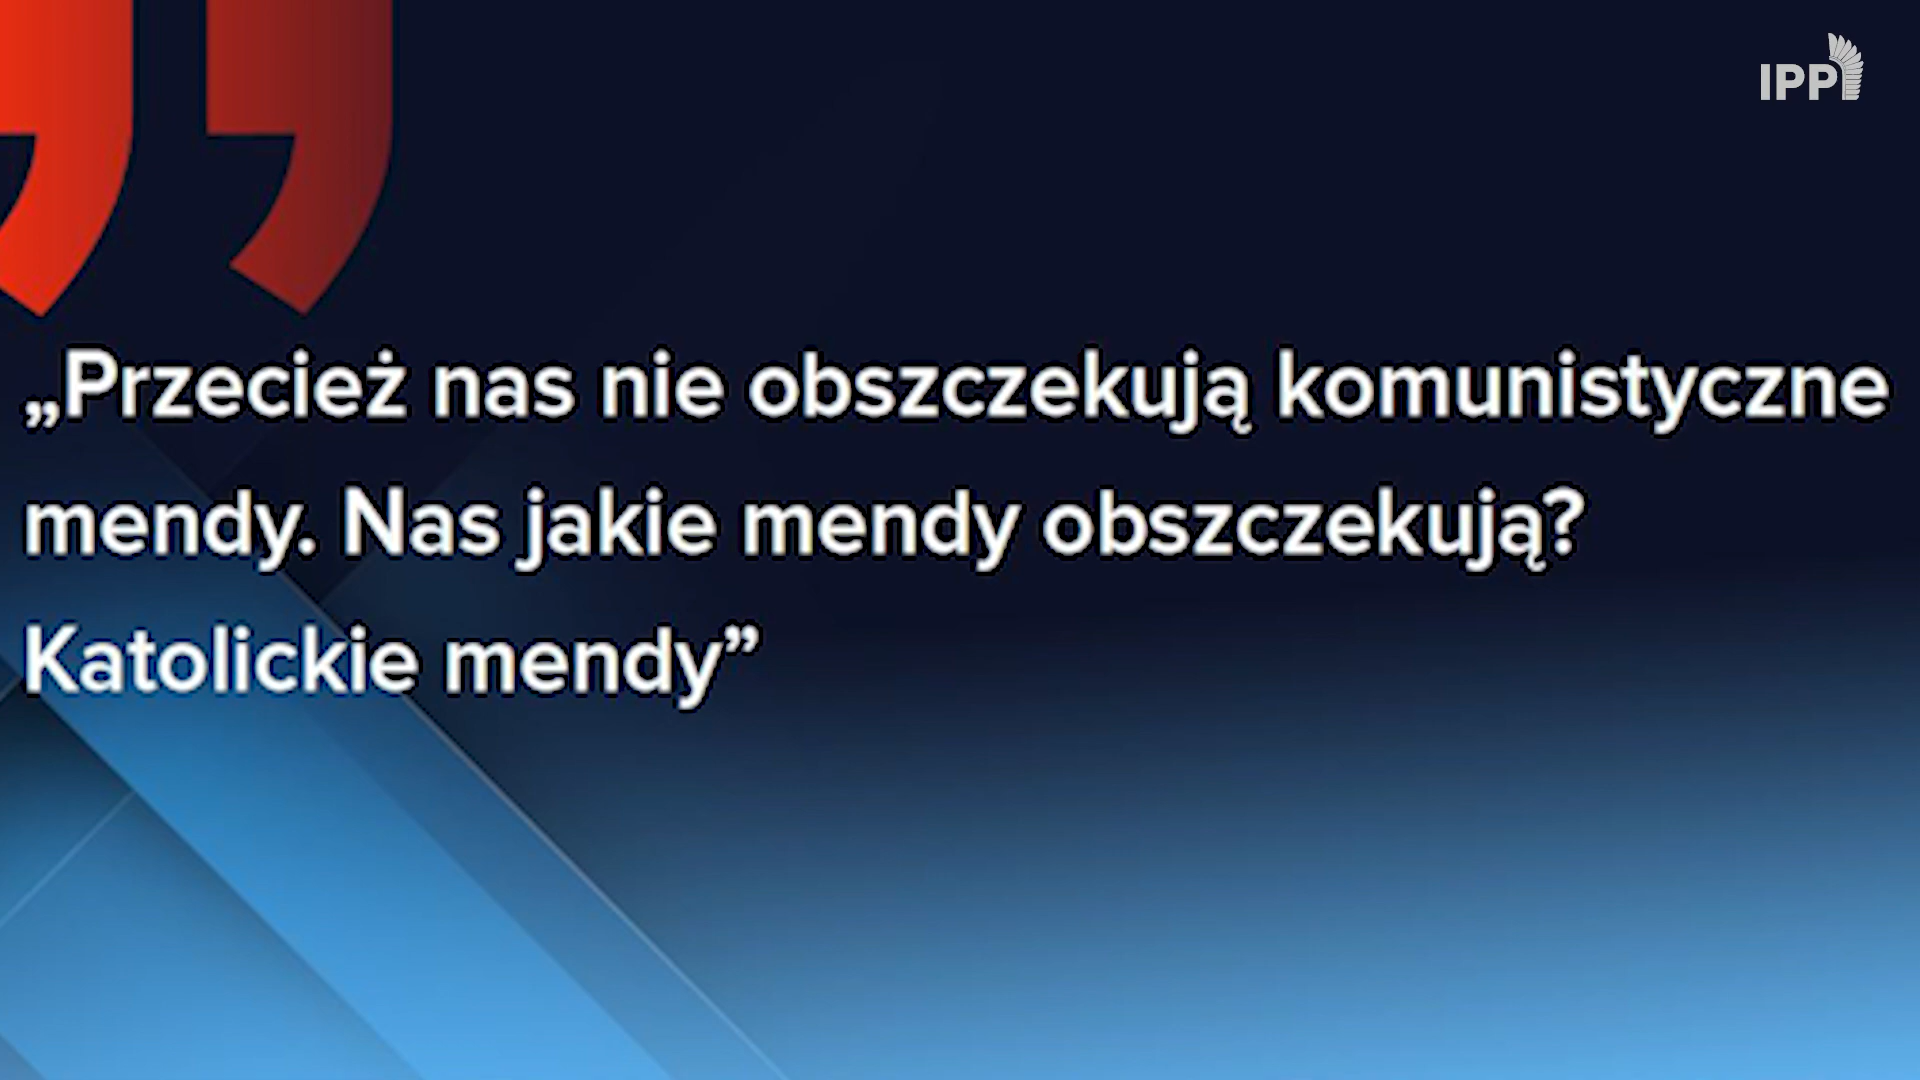 IPP
„Przecież nas nie obszczekują komunistyczne
mendy. Nas jakie mendy obszczekują?
Katolickie mendy”